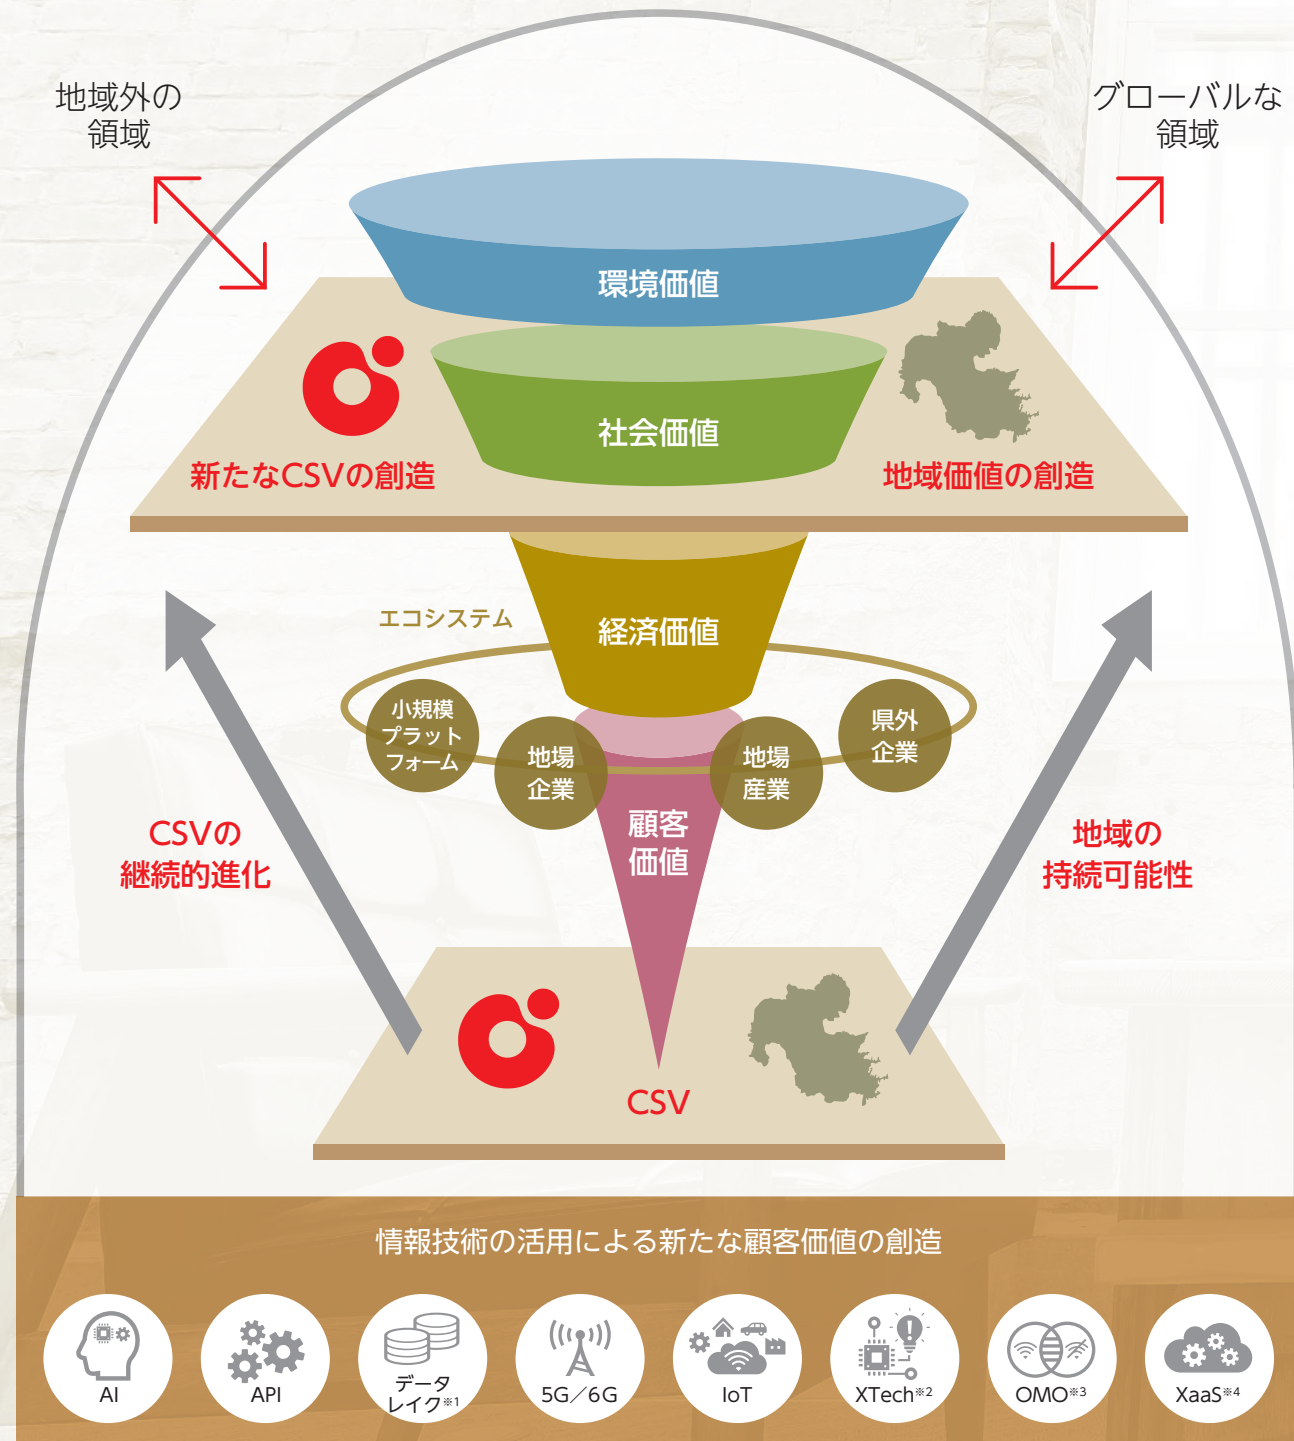 地域外の
領域
グローバルな
領域
環境価値
社会価値
新たなCSVの創造
地域価値の創造
エコシステム
経済価値
小規模
プラット
フォーム
地場
企業
地場
産業
県外
企業
顧客
価値
CSVの
継続的進化
地域の
持続可能性
CSV
情報技術の活用による新たな顧客価値の創造
AI
API
データ
レイク※1
5G／6G
IoT
XTech※2
OMO※3
XaaS※4